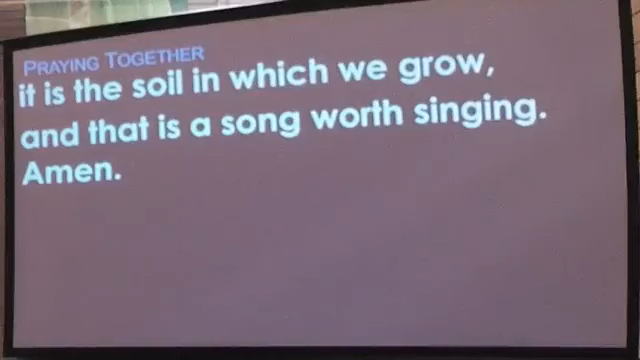 PRAYING TOGETHER
it is the soil in which we grow,
and that is a song worth singing.
Amen.